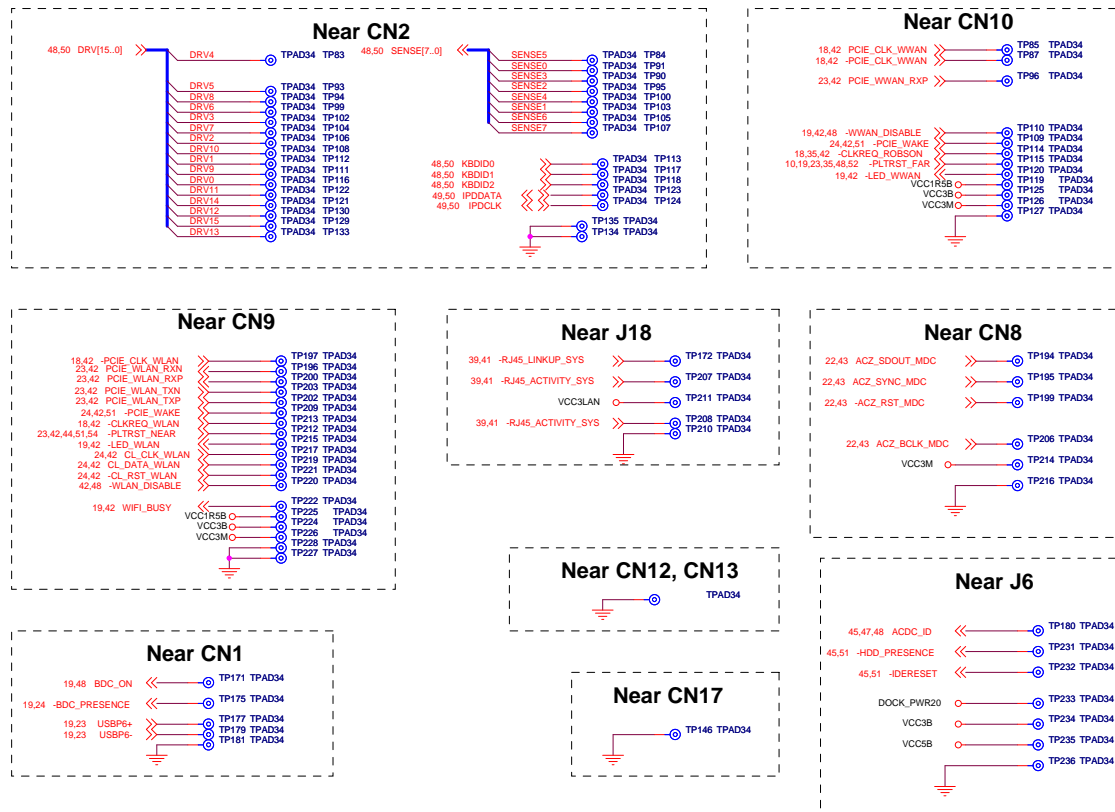 Near CN2
48,50 DRV[15..0]
DRV4 TPAD34 TP83
DRV5 TPAD34 TP93
DRV8 TPAD34 TP94
DRV6 TPAD34 TP99
DRV3 TPAD34 TP102
DRV7 TPAD34 TP104
DRV2 TPAD34 TP106
DRV10 TPAD34 TP108
DRV1 TPAD34 TP112
DRV9 TPAD34 TP111
DRV0 TPAD34 TP116
DRV11 TPAD34 TP122
DRV14 TPAD34 TP121
DRV12 TPAD34 TP130
DRV15 TPAD34 TP129
DRV13 TPAD34 TP133
48,50 SENSE[7..0]
SENSE5 TPAD34 TP84
SENSE0 TPAD34 TP91
SENSE3 TPAD34 TP90
SENSE2 TPAD34 TP95
SENSE4 TPAD34 TP100
SENSE1 TPAD34 TP103
SENSE6 TPAD34 TP105
SENSE7 TPAD34 TP107
48,50 KBDID0 TPAD34 TP113
48,50 KBDID1 TPAD34 TP117
48,50 KBDID2 TPAD34 TP118
49,50 IPDDATA TPAD34 TP123
49,50 IPDCLK TPAD34 TP124
TP135 TPAD34
TP134 TPAD34
Near CN10
18,42 PCIE_CLK_WWAN TP85 TPAD34
18,42 -PCIE_CLK_WWAN TP87 TPAD34
23,42 PCIE_WWAN_RXP TP96 TPAD34
19,42,48 -WWAN_DISABLE TP110 TPAD34
24,42,51 -PCIE_WAKE TP109 TPAD34
18,35,42 -CLKREQ_ROBSON TP114 TPAD34
10,19,23,35,48,52 -PLTRST_FAR TP115 TPAD34
19,42 -LED_WWAN TP120 TPAD34
VCC1R5B TP119 TPAD34
VCC3B TP125 TPAD34
VCC3M TP126 TPAD34
TP127 TPAD34
Near CN9
18,42 -PCIE_CLK_WLAN TP197 TPAD34
23,42 PCIE_WLAN_RXN TP196 TPAD34
23,42 PCIE_WLAN_RXP TP200 TPAD34
23,42 PCIE_WLAN_TXN TP203 TPAD34
23,42 PCIE_WLAN_TXP TP202 TPAD34
24,42,51 -PCIE_WAKE TP209 TPAD34
18,42 -CLKREQ_WLAN TP213 TPAD34
23,42,44,51,54 -PLTRST_NEAR TP212 TPAD34
19,42 -LED_WLAN TP215 TPAD34
24,42 CL_CLK_WLAN TP217 TPAD34
24,42 CL_DATA_WLAN TP219 TPAD34
24,42 -CL_RST_WLAN TP221 TPAD34
42,48 -WLAN_DISABLE TP220 TPAD34
19,42 WIFI_BUSY TP222 TPAD34
VCC1R5B TP225 TPAD34
VCC3B TP224 TPAD34
VCC3M TP226 TPAD34
TP228 TPAD34
TP227 TPAD34
Near J18
39,41 -RJ45_LINKUP_SYS TP172 TPAD34
39,41 -RJ45_ACTIVITY_SYS TP207 TPAD34
VCC3LAN TP211 TPAD34
39,41 -RJ45_ACTIVITY_SYS TP208 TPAD34
TP210 TPAD34
Near CN8
22,43 ACZ_SDOUT_MDC TP194 TPAD34
22,43 ACZ_SYNC_MDC TP195 TPAD34
22,43 -ACZ_RST_MDC TP199 TPAD34
22,43 ACZ_BCLK_MDC TP206 TPAD34
VCC3M TP214 TPAD34
TP216 TPAD34
Near CN12, CN13
TPAD34
Near J6
45,47,48 ACDC_ID TP180 TPAD34
45,51 -HDD_PRESENCE TP231 TPAD34
45,51 -IDERESET TP232 TPAD34
DOCK_PWR20 TP233 TPAD34
VCC3B TP234 TPAD34
VCC5B TP235 TPAD34
TP236 TPAD34
Near CN1
19,48 BDC_ON TP171 TPAD34
19,24 -BDC_PRESENCE TP175 TPAD34
19,23 USBP6+ TP177 TPAD34
19,23 USBP6- TP179 TPAD34
TP181 TPAD34
Near CN17
TP146 TPAD34